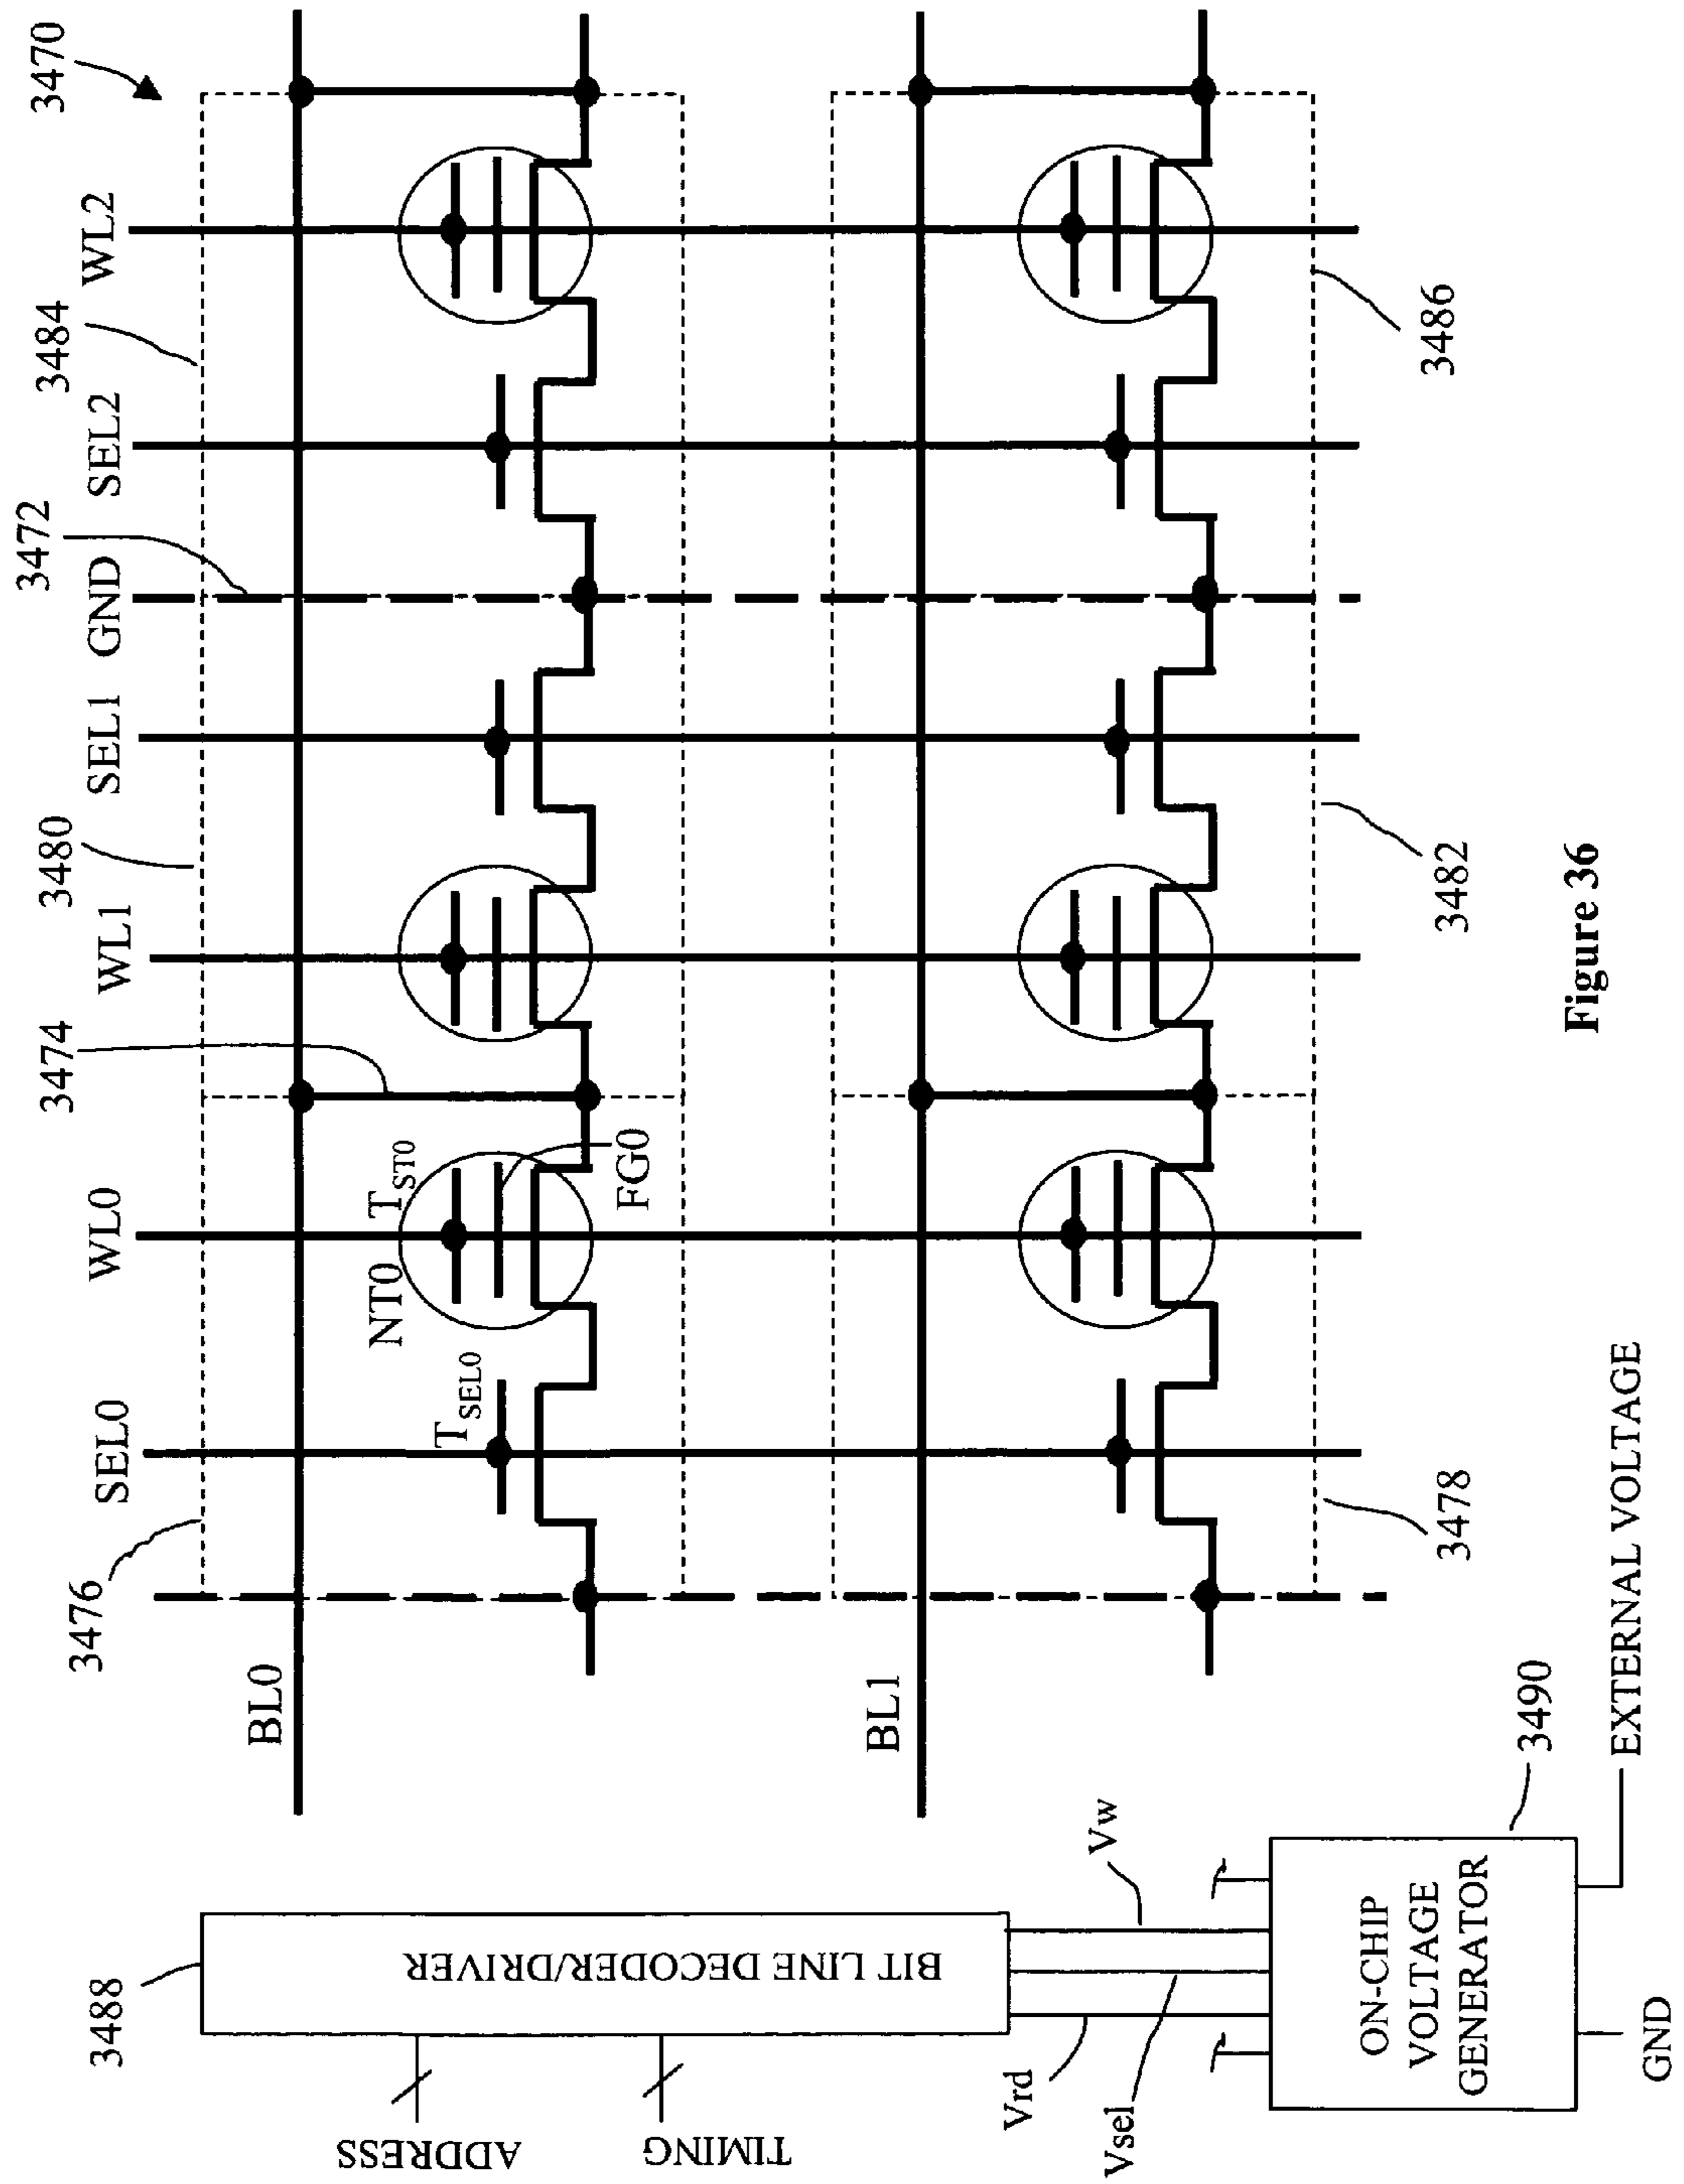 3470
WL2
3484
SEL2
3472
GND
SEL1
3480
WL1
3474
WL0
SEL0
3476
BL0
T SEL0
NT0
T ST0
FG0
BL1
3486
3482
3478
3488
BIT LINE DECODER/DRIVER
ADDRESS
TIMING
Vrd
Vsel
Vw
ON-CHIP
VOLTAGE
GENERATOR
3490
GND
EXTERNAL VOLTAGE
Figure 36